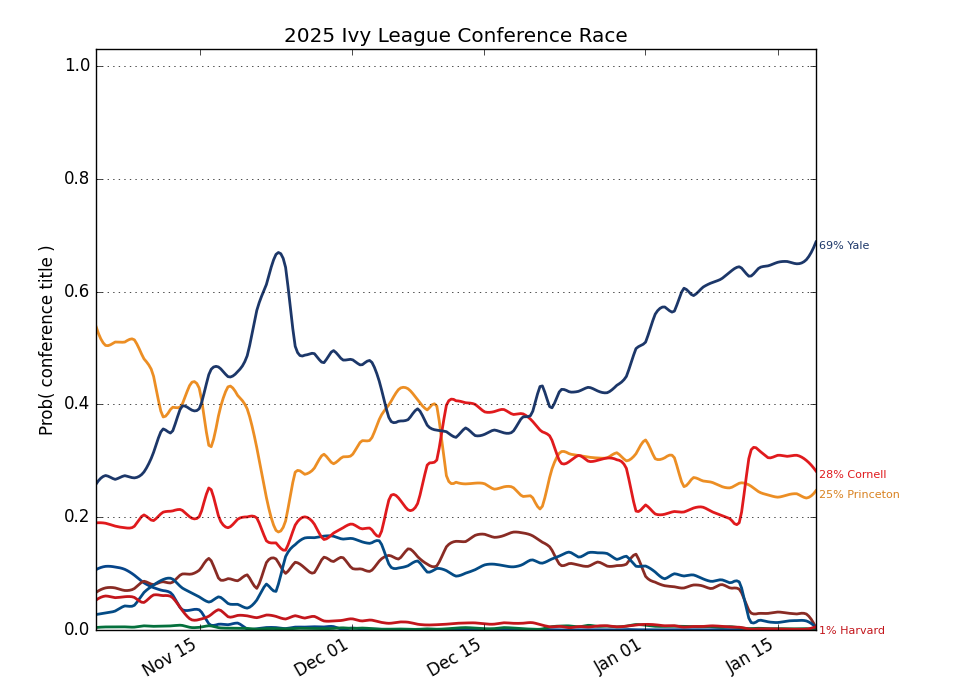 2025 Ivy League Conference Race
Prob( conference title )
1.0
0.8
0.6
0.4
0.2
0.0
69% Yale
28% Cornell
25% Princeton
1% Harvard
Nov 15
Dec 01
Dec 15
Jan 01
Jan 15